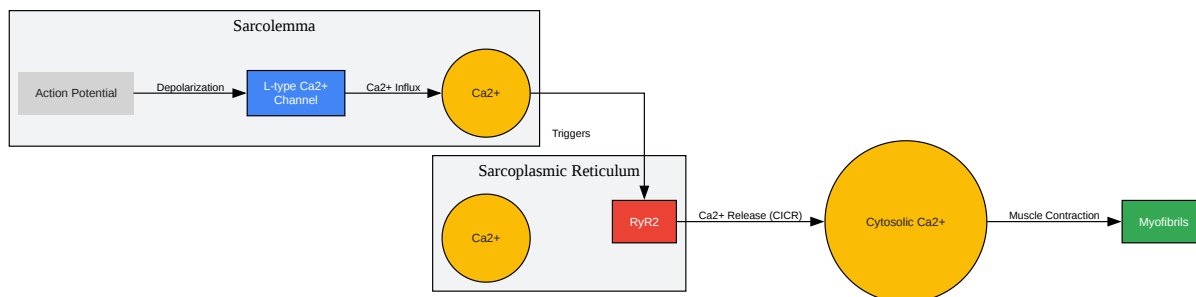 Sarcolemma
Action Potential
Depolarization
L-type Ca2+
Channel
Ca2+ Influx
Ca2+
Triggers
Sarcoplasmic Reticulum
Ca2+
RyR2
Ca2+ Release (CICR)
Cytosolic Ca2+
Muscle Contraction
Myofibrils